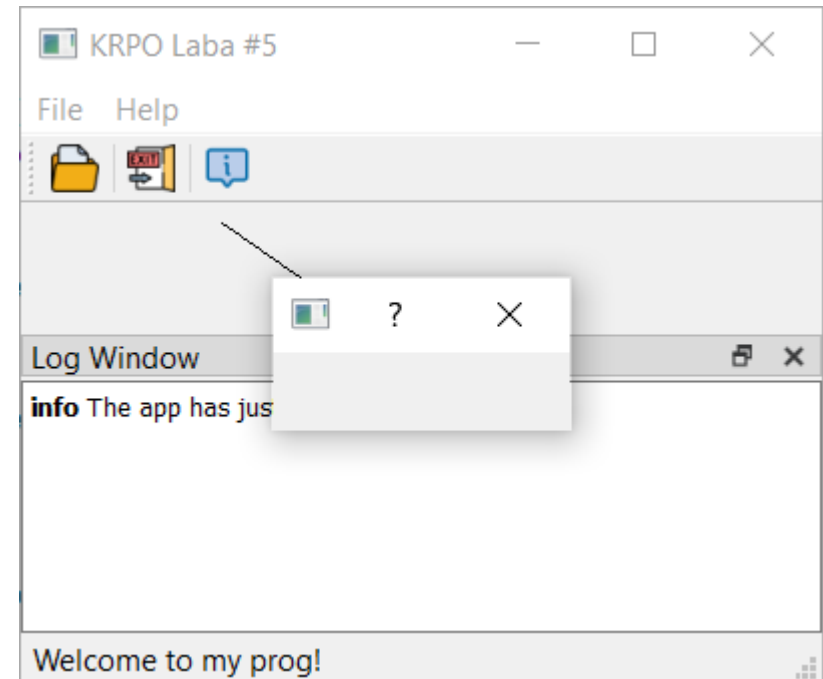 KRPO Laba #5
File Help
EXIT
?
Log Window
info The app has jus
Welcome to my prog!